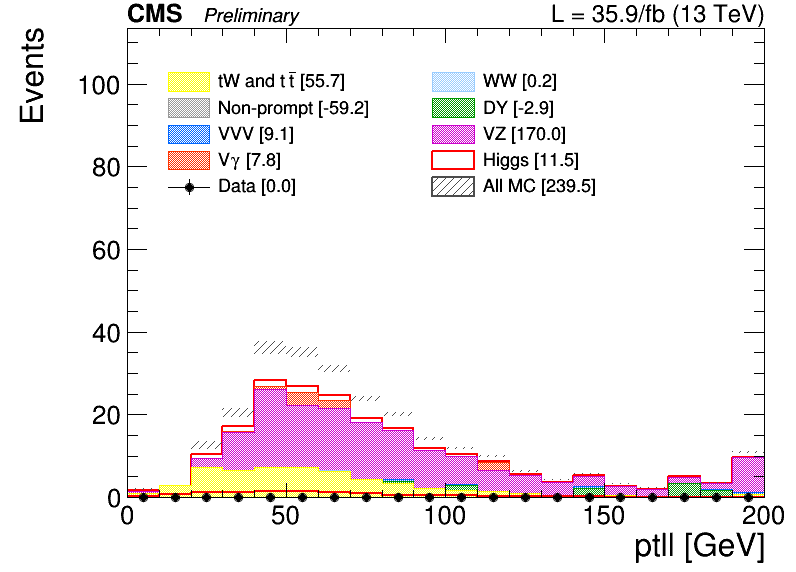 CMS Preliminary L = 35.9/fb (13 TeV)
Events
tW and t t̅ [55.7] WW [0.2]
Non-prompt [-59.2] DY [-2.9]
VVV [9.1] VZ [170.0]
Vγ [7.8] Higgs [11.5]
Data [0.0] All MC [239.5]
100
80
60
40
20
0
0 50 100 150 200
ptll [GeV]